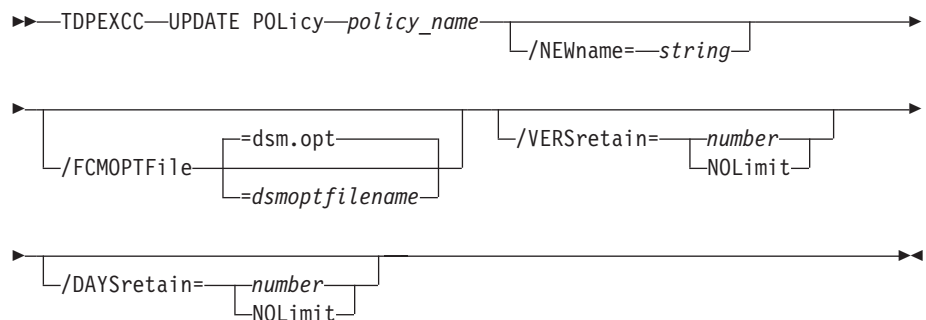 TDPEXCC UPDATE POLicy policy_name
/NEWname= string
=dsm.opt
/FCMOPTFile
=dsmoptfilename
/VERSretain= number
NOLimit
/DAYSretain= number
NOLimit